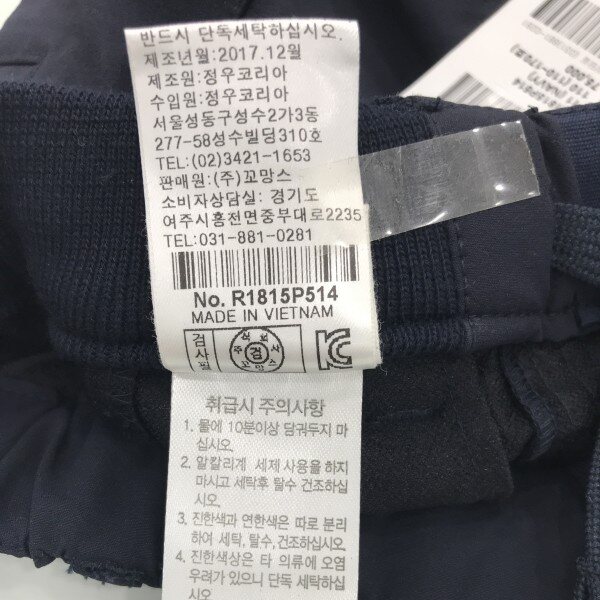 반드시 단독세탁하십시오.
제조년월:2017.12월
제조원:정우코리아
수입원:정우코리아
서울성동구성수2가3동
277-58성수빌딩310호
TEL:(02)3421-1653
판매원:(주)꼬망스
소비자상담실:경기도
여주시흥천면중부대로2235
TEL:031-881-0281
No. R1815P514
MADE IN VIETNAM
검사필
검
꼬망스
취급시 주의사항
1. 물에 10분이상 담궈두지 마
십시오.
2. 알칼리계 세제 사용을 하지
마시고 세탁후 탈수 건조하십
시오.
3. 진한색과 연한색은 따로 분리
하여 세탁, 탈수, 건조하십시오.
4. 진한색상은 타 의류에 오염
우려가 있으니 단독 세탁하십